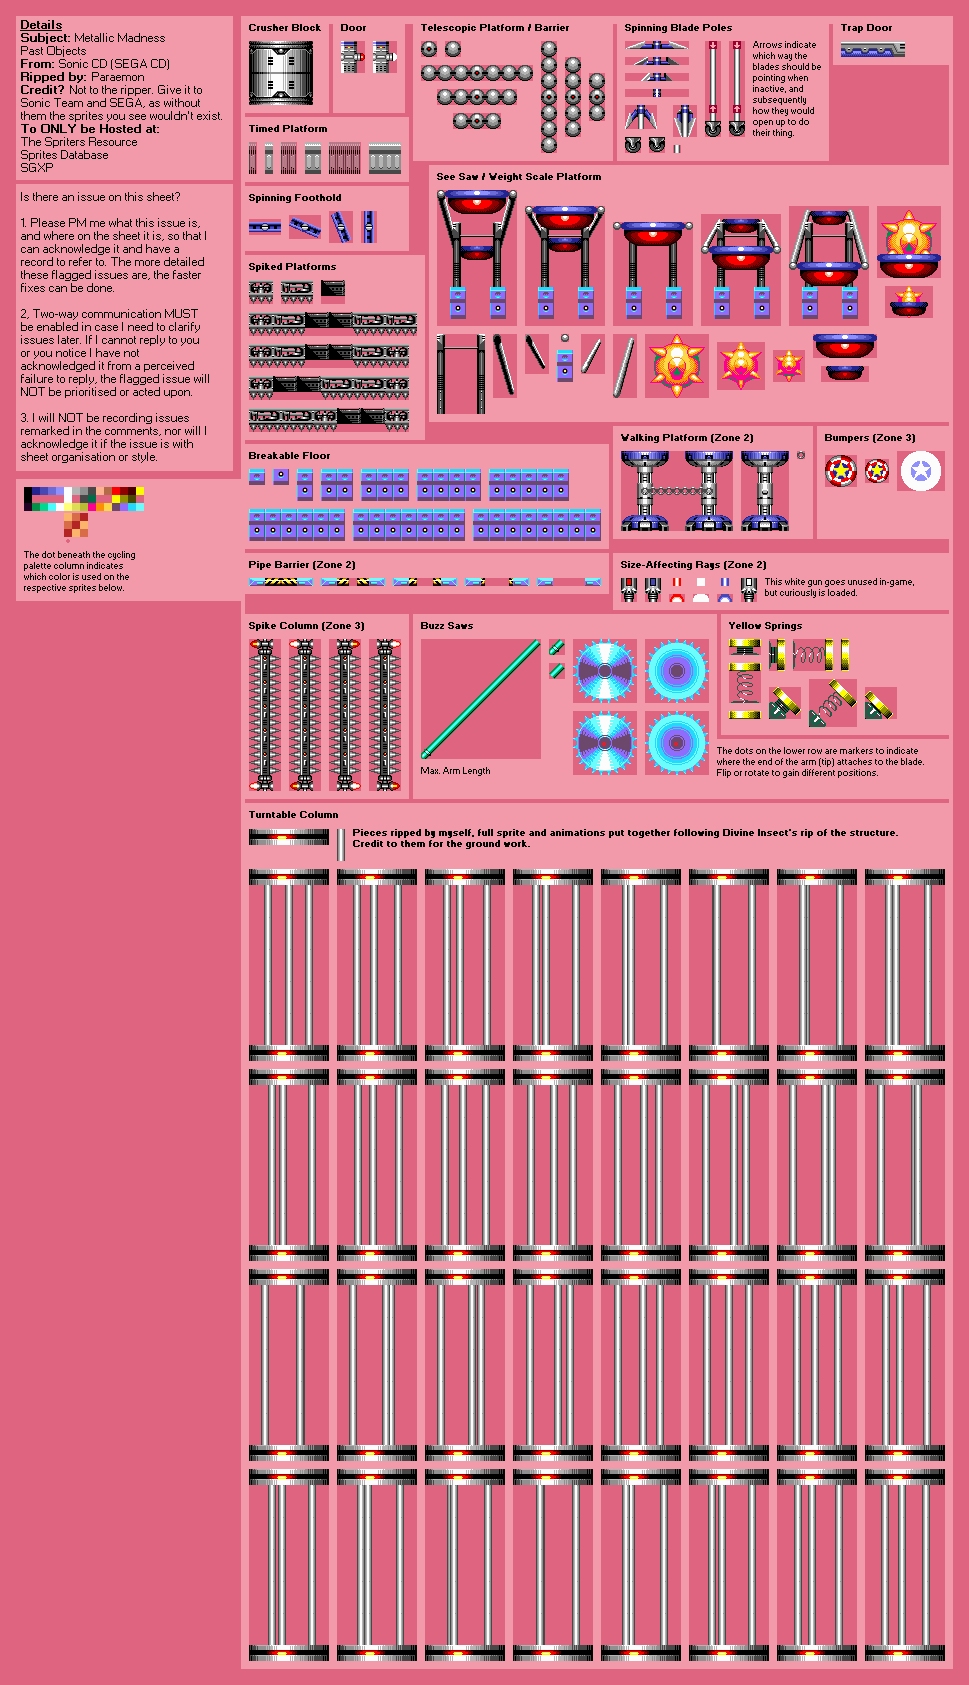 Details
Subject: Metallic Madness
Past Objects
From: Sonic CD (SEGA CD)
Ripped by: Paraemon
Credit? Not to the ripper. Give it to
Sonic Team and SEGA, as without
them the sprites you see wouldn't exist.
To ONLY be Hosted at:
The Spriters Resource
Sprites Database
SGXP
Is there an issue on this sheet?
1. Please PM me what this issue is,
and where on the sheet it is, so that I
can acknowledge it and have a
record to refer to. The more detailed
these flagged issues are, the faster
fixes can be done.
2, Two-way communication MUST
be enabled in case I need to clarify
issues later. If I cannot reply to you
or you notice I have not
acknowledged it from a perceived
failure to reply, the flagged issue will
NOT be prioritised or acted upon.
3. I will NOT be recording issues
remarked in the comments, nor will I
acknowledge it if the issue is with
sheet organisation or style.
The dot beneath the cycling
palette column indicates
which color is used on the
respective sprites below.
Crusher Block
Door
Telescopic Platform / Barrier
Spinning Blade Poles
Arrows indicate
which way the
blades should be
pointing when
inactive, and
subsequently
how they would
open up to do
their thing.
Trap Door
Timed Platform
See Saw / Weight Scale Platform
Spinning Foothold
Spiked Platforms
Breakable Floor
Walking Platform (Zone 2)
Bumpers (Zone 3)
Pipe Barrier (Zone 2)
Size-Affecting Rays (Zone 2)
This white gun goes unused in-game,
but curiously is loaded.
Spike Column (Zone 3)
Buzz Saws
Max. Arm Length
Yellow Springs
The dots on the lower row are markers to indicate
where the end of the arm (tip) attaches to the blade.
Flip or rotate to gain different positions.
Turntable Column
Pieces ripped by myself, full sprite and animations put together following Divine Insect's rip of the structure.
Credit to them for the ground work.